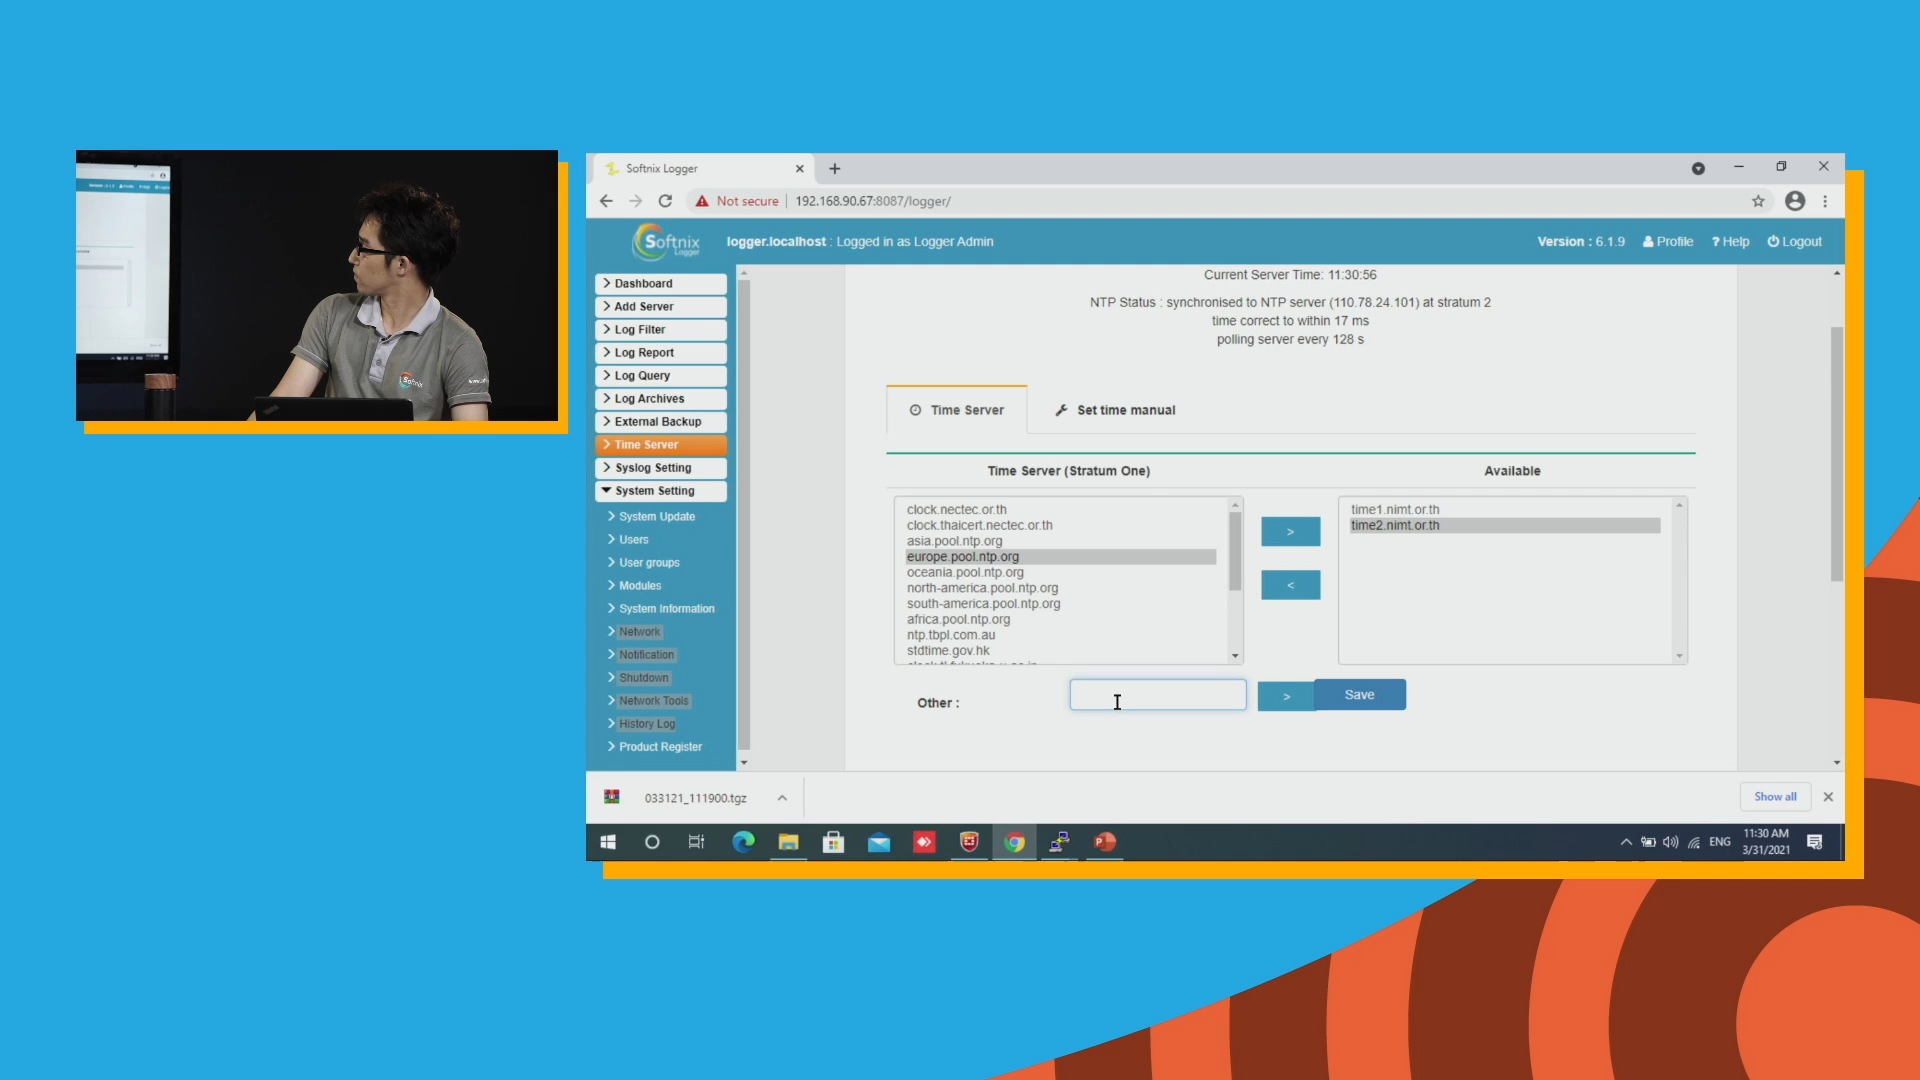 Softnix Logger
Not secure | 192.168.90.67:8087/logger/
Softnix Logger
logger.localhost : Logged in as Logger Admin
Version : 6.1.9
Profile
? Help
Logout
Dashboard
Add Server
Log Filter
Log Report
Log Query
Log Archives
External Backup
Time Server
Syslog Setting
System Setting
System Update
Users
User groups
Modules
System Information
Network
Notification
Shutdown
Network Tools
History Log
Product Register
Current Server Time: 11:30:56
NTP Status : synchronised to NTP server (110.78.24.101) at stratum 2
time correct to within 17 ms
polling server every 128 s
Time Server
Set time manual
Time Server (Stratum One)
Available
clock.nectec.or.th
clock.thaicert.nectec.or.th
asia.pool.ntp.org
europe.pool.ntp.org
oceania.pool.ntp.org
north-america.pool.ntp.org
south-america.pool.ntp.org
africa.pool.ntp.org
ntp.tbpl.com.au
stdtime.gov.hk
>
<
time1.nimt.or.th
time2.nimt.or.th
Other :
>
Save
033121_111900.tgz
Show all
ENG
11:30 AM
3/31/2021
Softnix